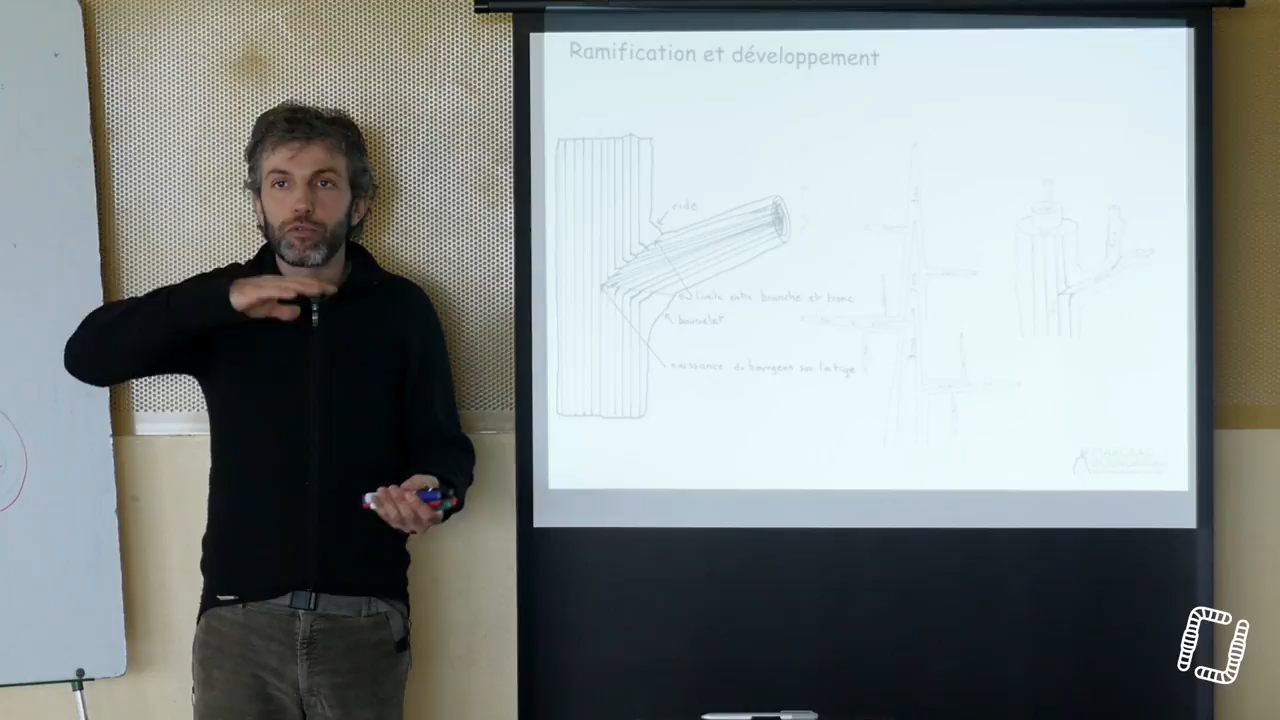 Ramification et développement
ride
limite entre branche et tronc
bourrelet
naissance du bourgeon sur la tige